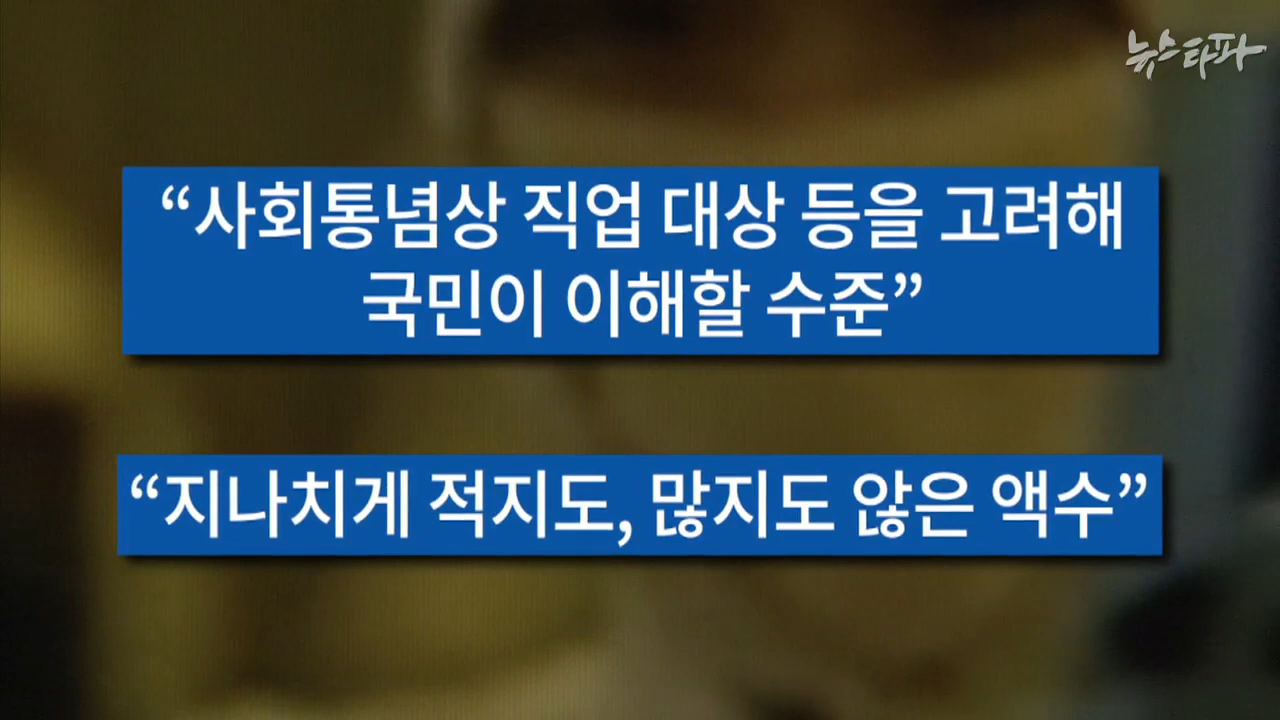 뉴스타파
“사회통념상 직업 대상 등을 고려해
국민이 이해할 수준”
“지나치게 적지도, 많지도 않은 액수”